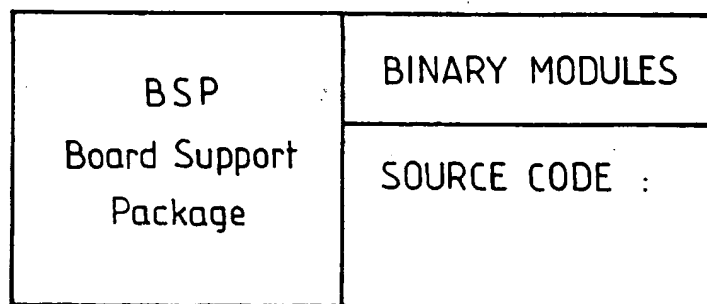 BSP
Board Support
Package
BINARY MODULES
SOURCE CODE :